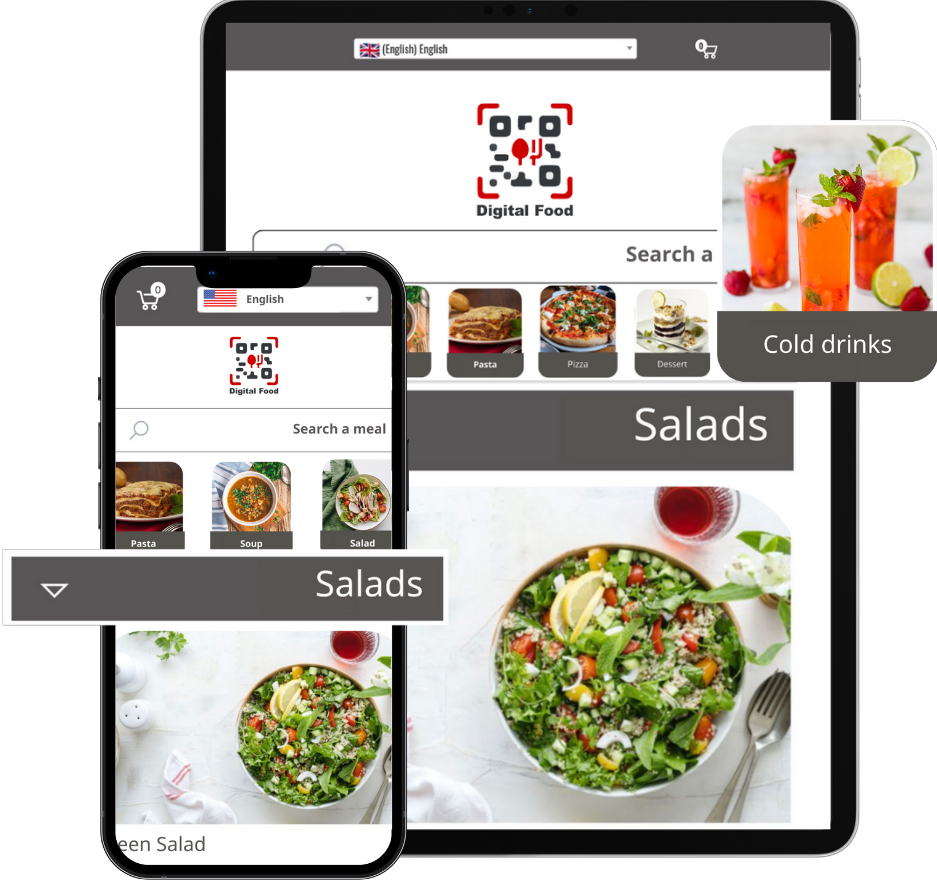 (English) English
0
Digital Food
Search a
Pasta
Pizza
Dessert
Cold drinks
Salads
0
English
Digital Food
Search a meal
Pasta
Soup
Salad
Salads
een Salad